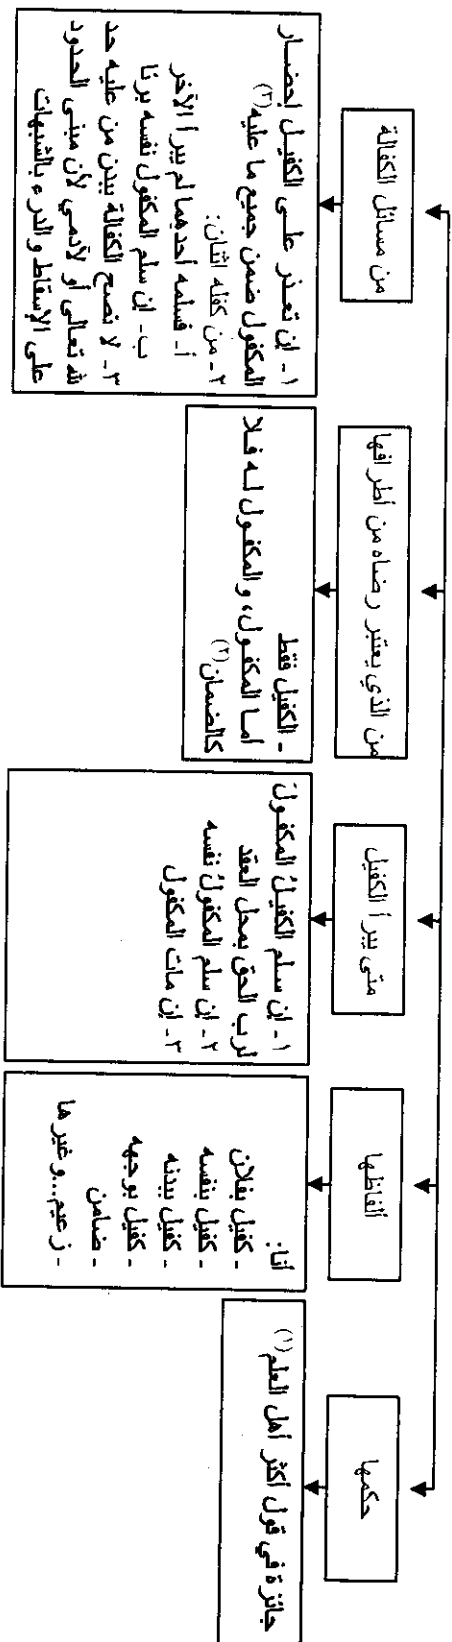 حكمها
جائزة في قول أكثر أهل العلم(١)
ألفاظها
أنا:
- كفيل بفلان
- كفيل بنفسه
- كفيل ببدنه
- كفيل بوجهه
- ضامن
- زعيم..وغيرها
متى يبرأ الكفيل
١- إن سلم الكفيلُ المكفولَ
لرب الحق بمحل العقد
٢- إن سلم المكفولُ نفسه
٣- إن مات المكفول
من الذي يعتبر رضاه من أطرافها
- الكفيل فقط
أما المكفول، والمكفول له فلا
كالضمان(٢)
من مسائل الكفالة
١- إن تعذر على الكفيل إحضار
المكفول ضمن جميع ما عليه(٣)
٢- من كفله اثنان:
أ- فسلمه أحدهما لم يبرأ الآخر
ب- إن سلم المكفول نفسه برئا
٣- لا تصح الكفالة ببدن من عليه حد
لله تعالى أو لآدمي لأن مبنى الحدود
على الإسقاط والدرء بالشبهات